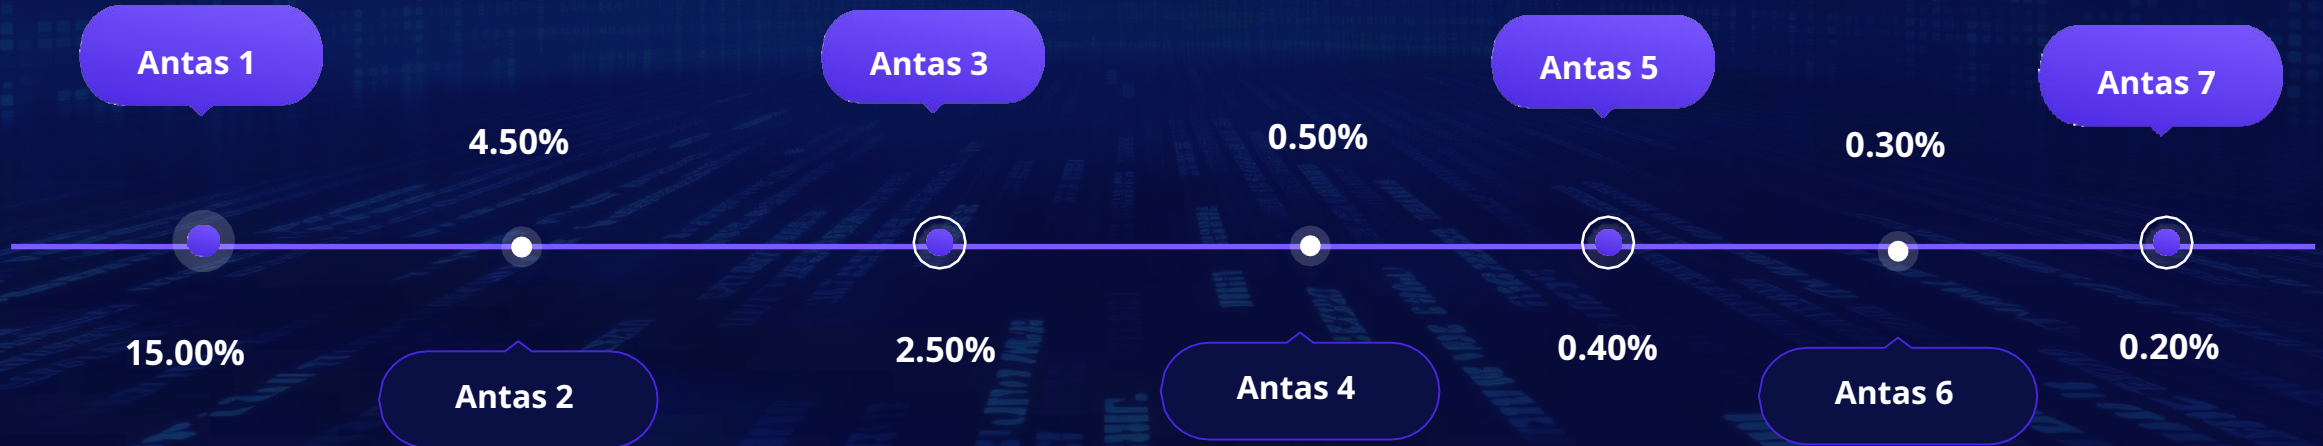 Antas 1
15.00%
4.50%
Antas 2
Antas 3
2.50%
0.50%
Antas 4
Antas 5
0.40%
0.30%
Antas 6
Antas 7
0.20%